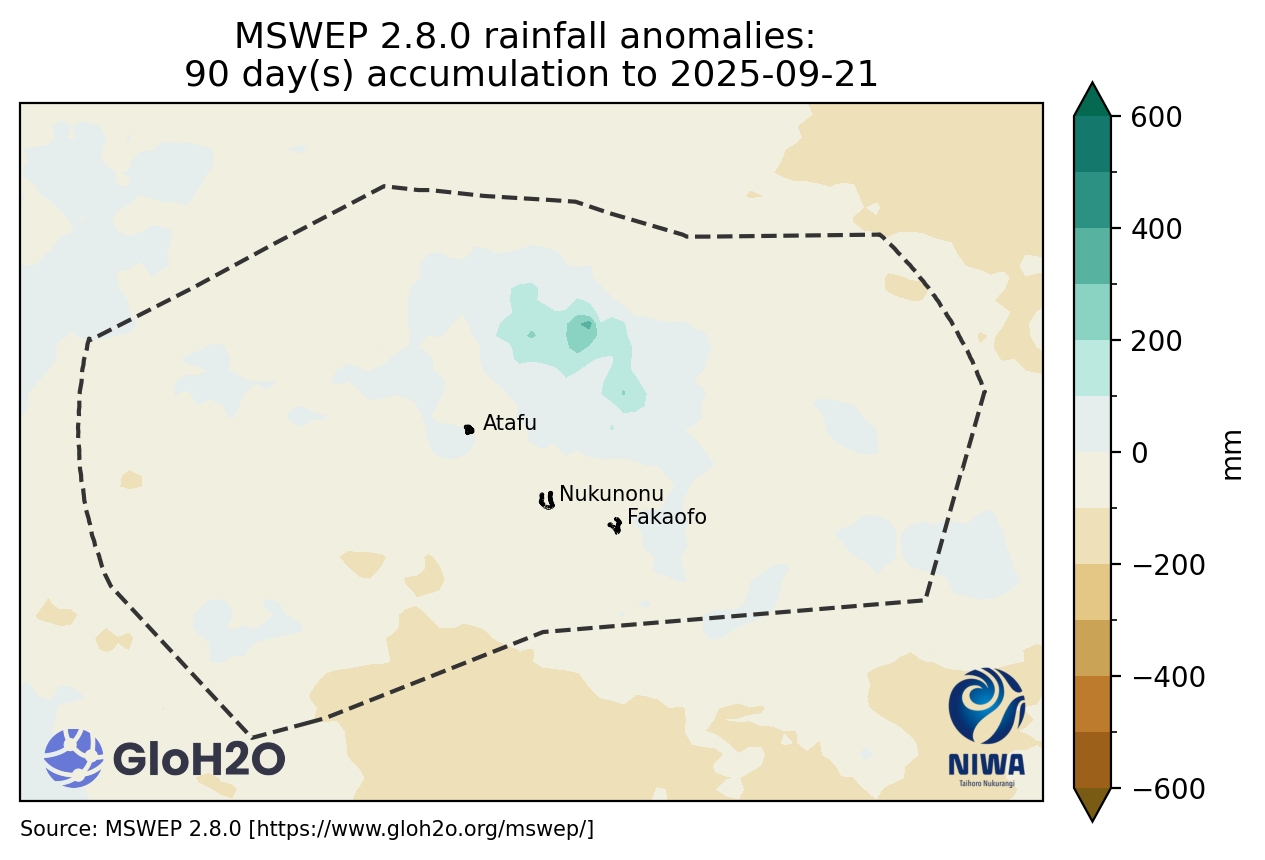 MSWEP 2.8.0 rainfall anomalies:
90 day(s) accumulation to 2025-09-21
600
400
200
0
−200
−400
−600
mm
Atafu
Nukunonu
Fakaofo
GloH2O
NIWA
Taihoro Nukurangi
Source: MSWEP 2.8.0 [https://www.gloh2o.org/mswep/]